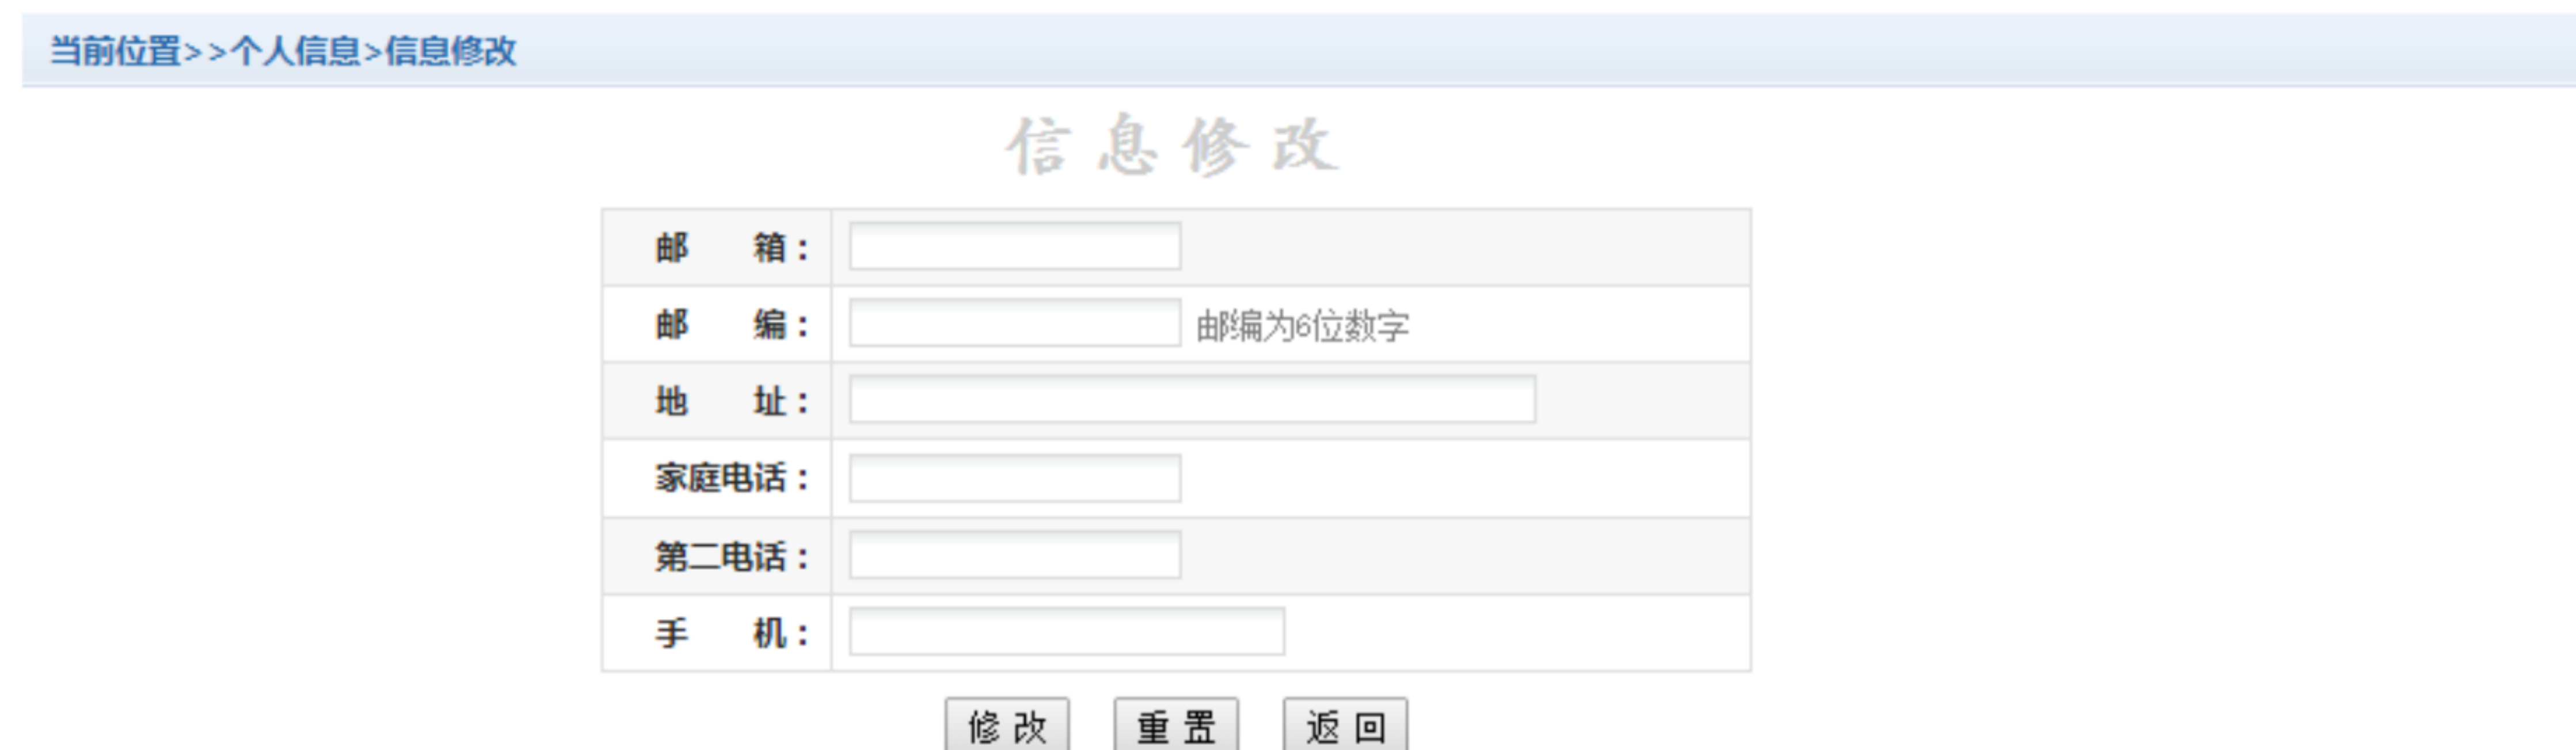 当前位置>>个人信息>信息修改
信息修改
邮 箱：
邮 编： 邮编为6位数字
地 址：
家庭电话：
第二电话：
手 机：
修改 重置 返回